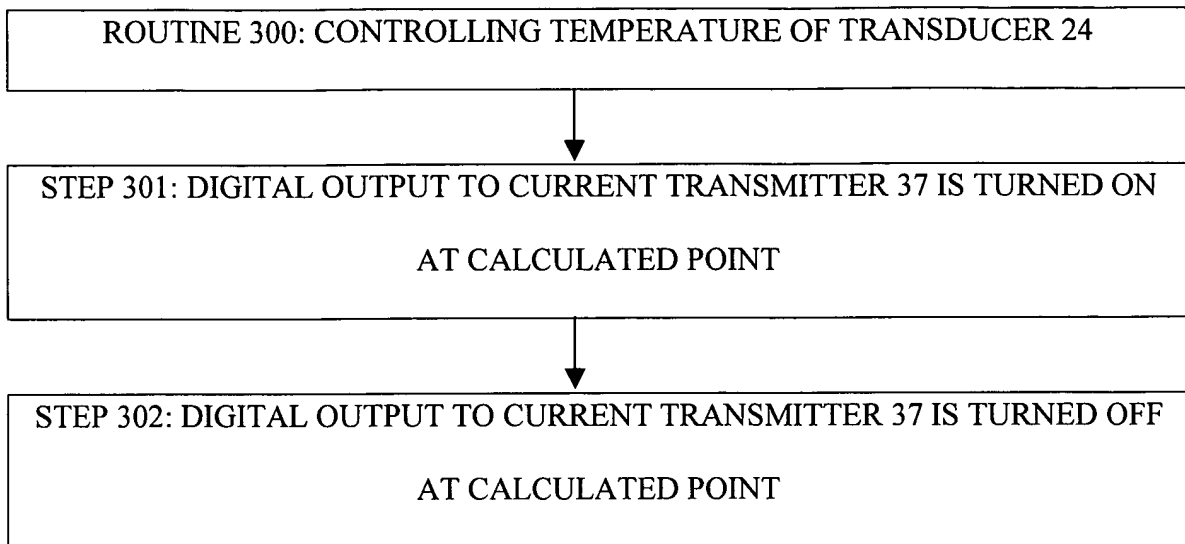 ROUTINE 300: CONTROLLING TEMPERATURE OF TRANSDUCER 24
STEP 301: DIGITAL OUTPUT TO CURRENT TRANSMITTER 37 IS TURNED ON
AT CALCULATED POINT
STEP 302: DIGITAL OUTPUT TO CURRENT TRANSMITTER 37 IS TURNED OFF
AT CALCULATED POINT